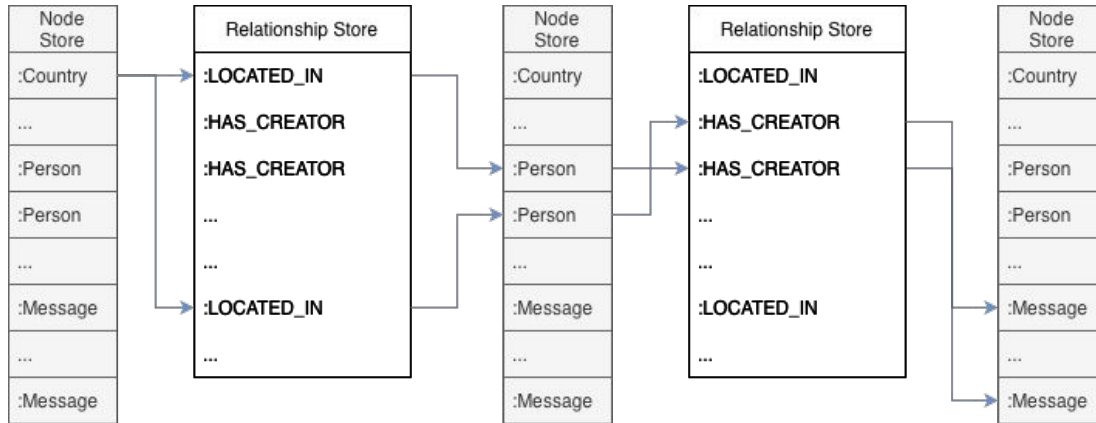 Node
Store
:Country
...
:Person
:Person
...
:Message
...
:Message
Relationship Store
:LOCATED_IN
:HAS_CREATOR
:HAS_CREATOR
...
...
:LOCATED_IN
...
Node
Store
:Country
...
:Person
:Person
...
:Message
...
:Message
Relationship Store
:LOCATED_IN
:HAS_CREATOR
:HAS_CREATOR
...
...
:LOCATED_IN
...
Node
Store
:Country
...
:Person
:Person
...
:Message
...
:Message